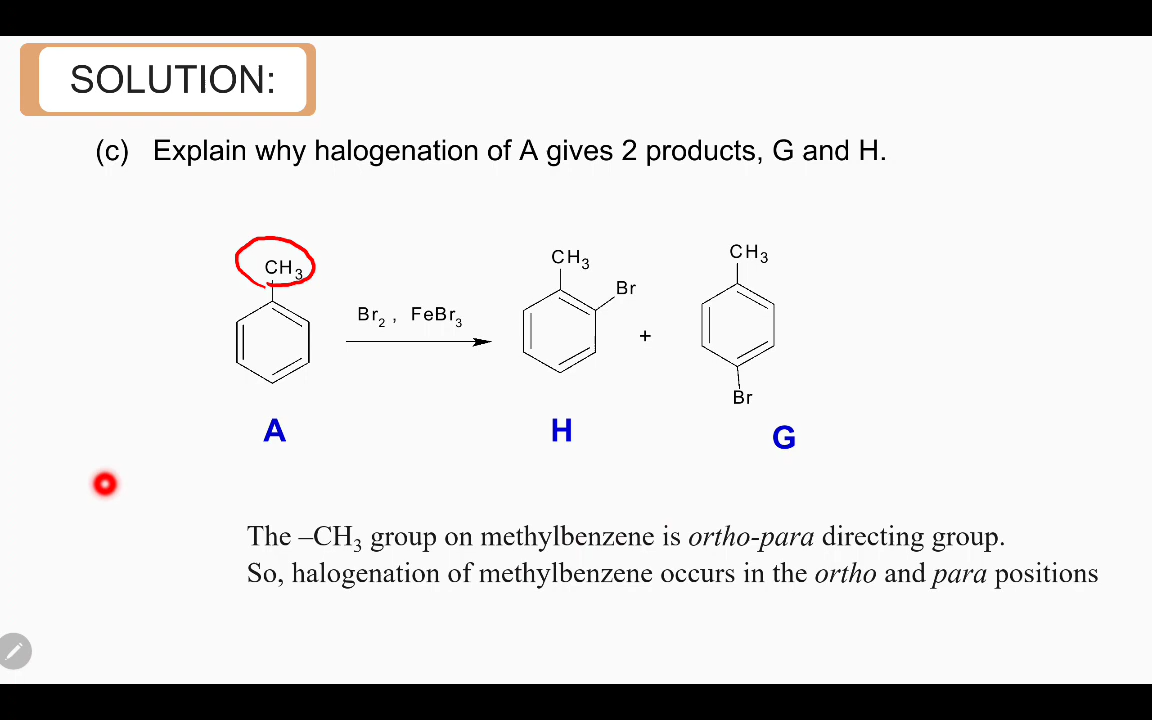 SOLUTION:
(c) Explain why halogenation of A gives 2 products, G and H.
CH₃
Br₂ , FeBr₃
CH₃
Br
+
CH₃
Br
A
H
G
The –CH₃ group on methylbenzene is ortho-para directing group.
So, halogenation of methylbenzene occurs in the ortho and para positions